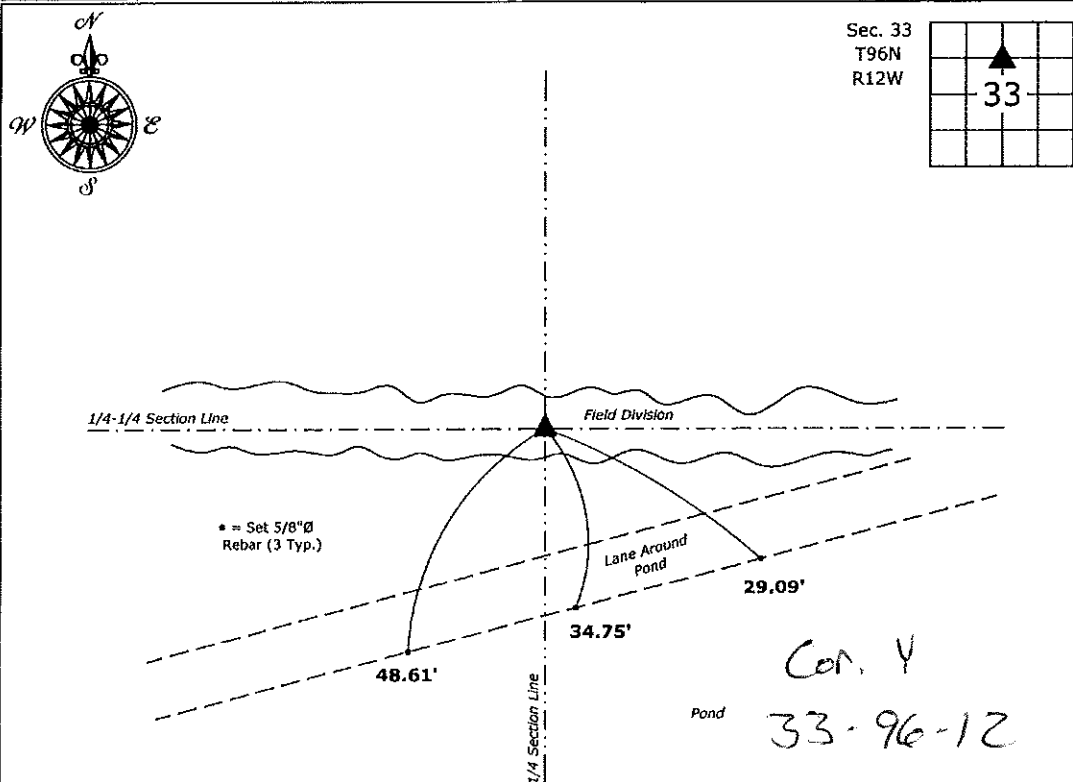 N
W
E
S
Sec. 33
T96N
R12W
33
1/4-1/4 Section Line
Field Division
• = Set 5/8"Ø
Rebar (3 Typ.)
Lane Around
Pond
29.09'
34.75'
48.61'
1/4 Section Line
Pond
Cor. Y
33-96-12